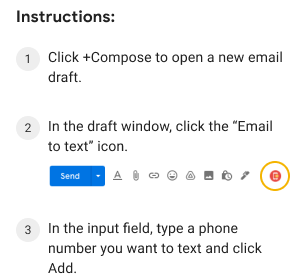 Instructions:
1 Click +Compose to open a new email
draft.
2 In the draft window, click the “Email
to text” icon.
Send
3 In the input field, type a phone
number you want to text and click
Add.